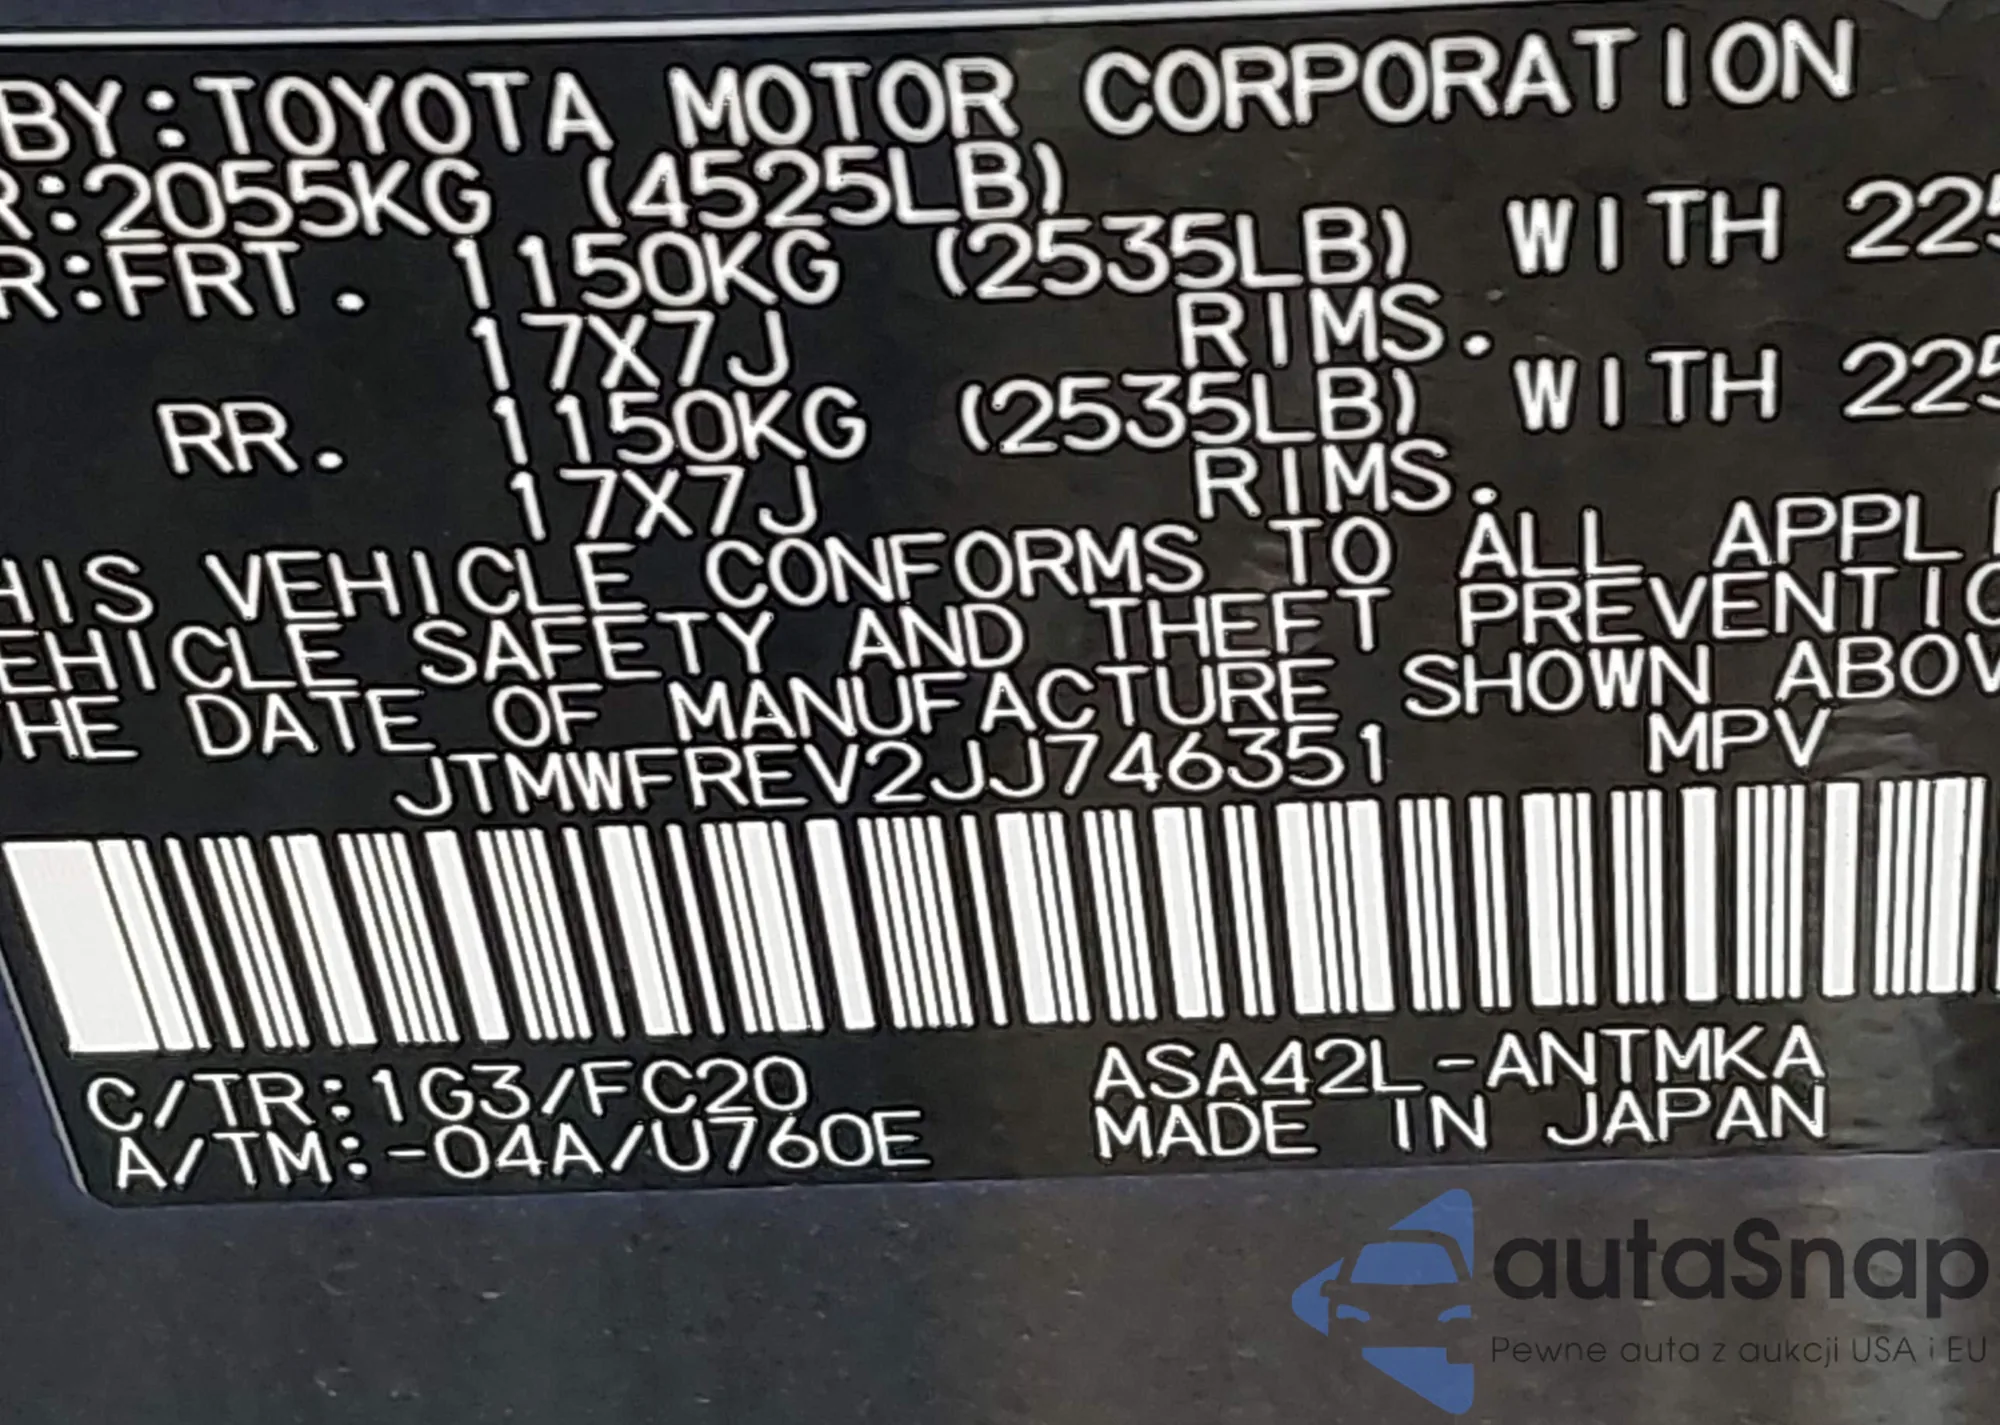 BY:TOYOTA MOTOR CORPORATION
R:2055KG (4525LB)
R:FRT. 1150KG (2535LB) WITH 225
17X7J RIMS.
RR. 1150KG (2535LB) WITH 225
17X7J RIMS.
HIS VEHICLE CONFORMS TO ALL APPLI
EHICLE SAFETY AND THEFT PREVENTIO
HE DATE OF MANUFACTURE SHOWN ABOV
JTMWFREV2JJ746351 MPV
C/TR:1G3/FC20 ASA42L-ANTMKA
A/TM:-04A/U760E MADE IN JAPAN
autaSnap
Pewne auta z aukcji USA i EU